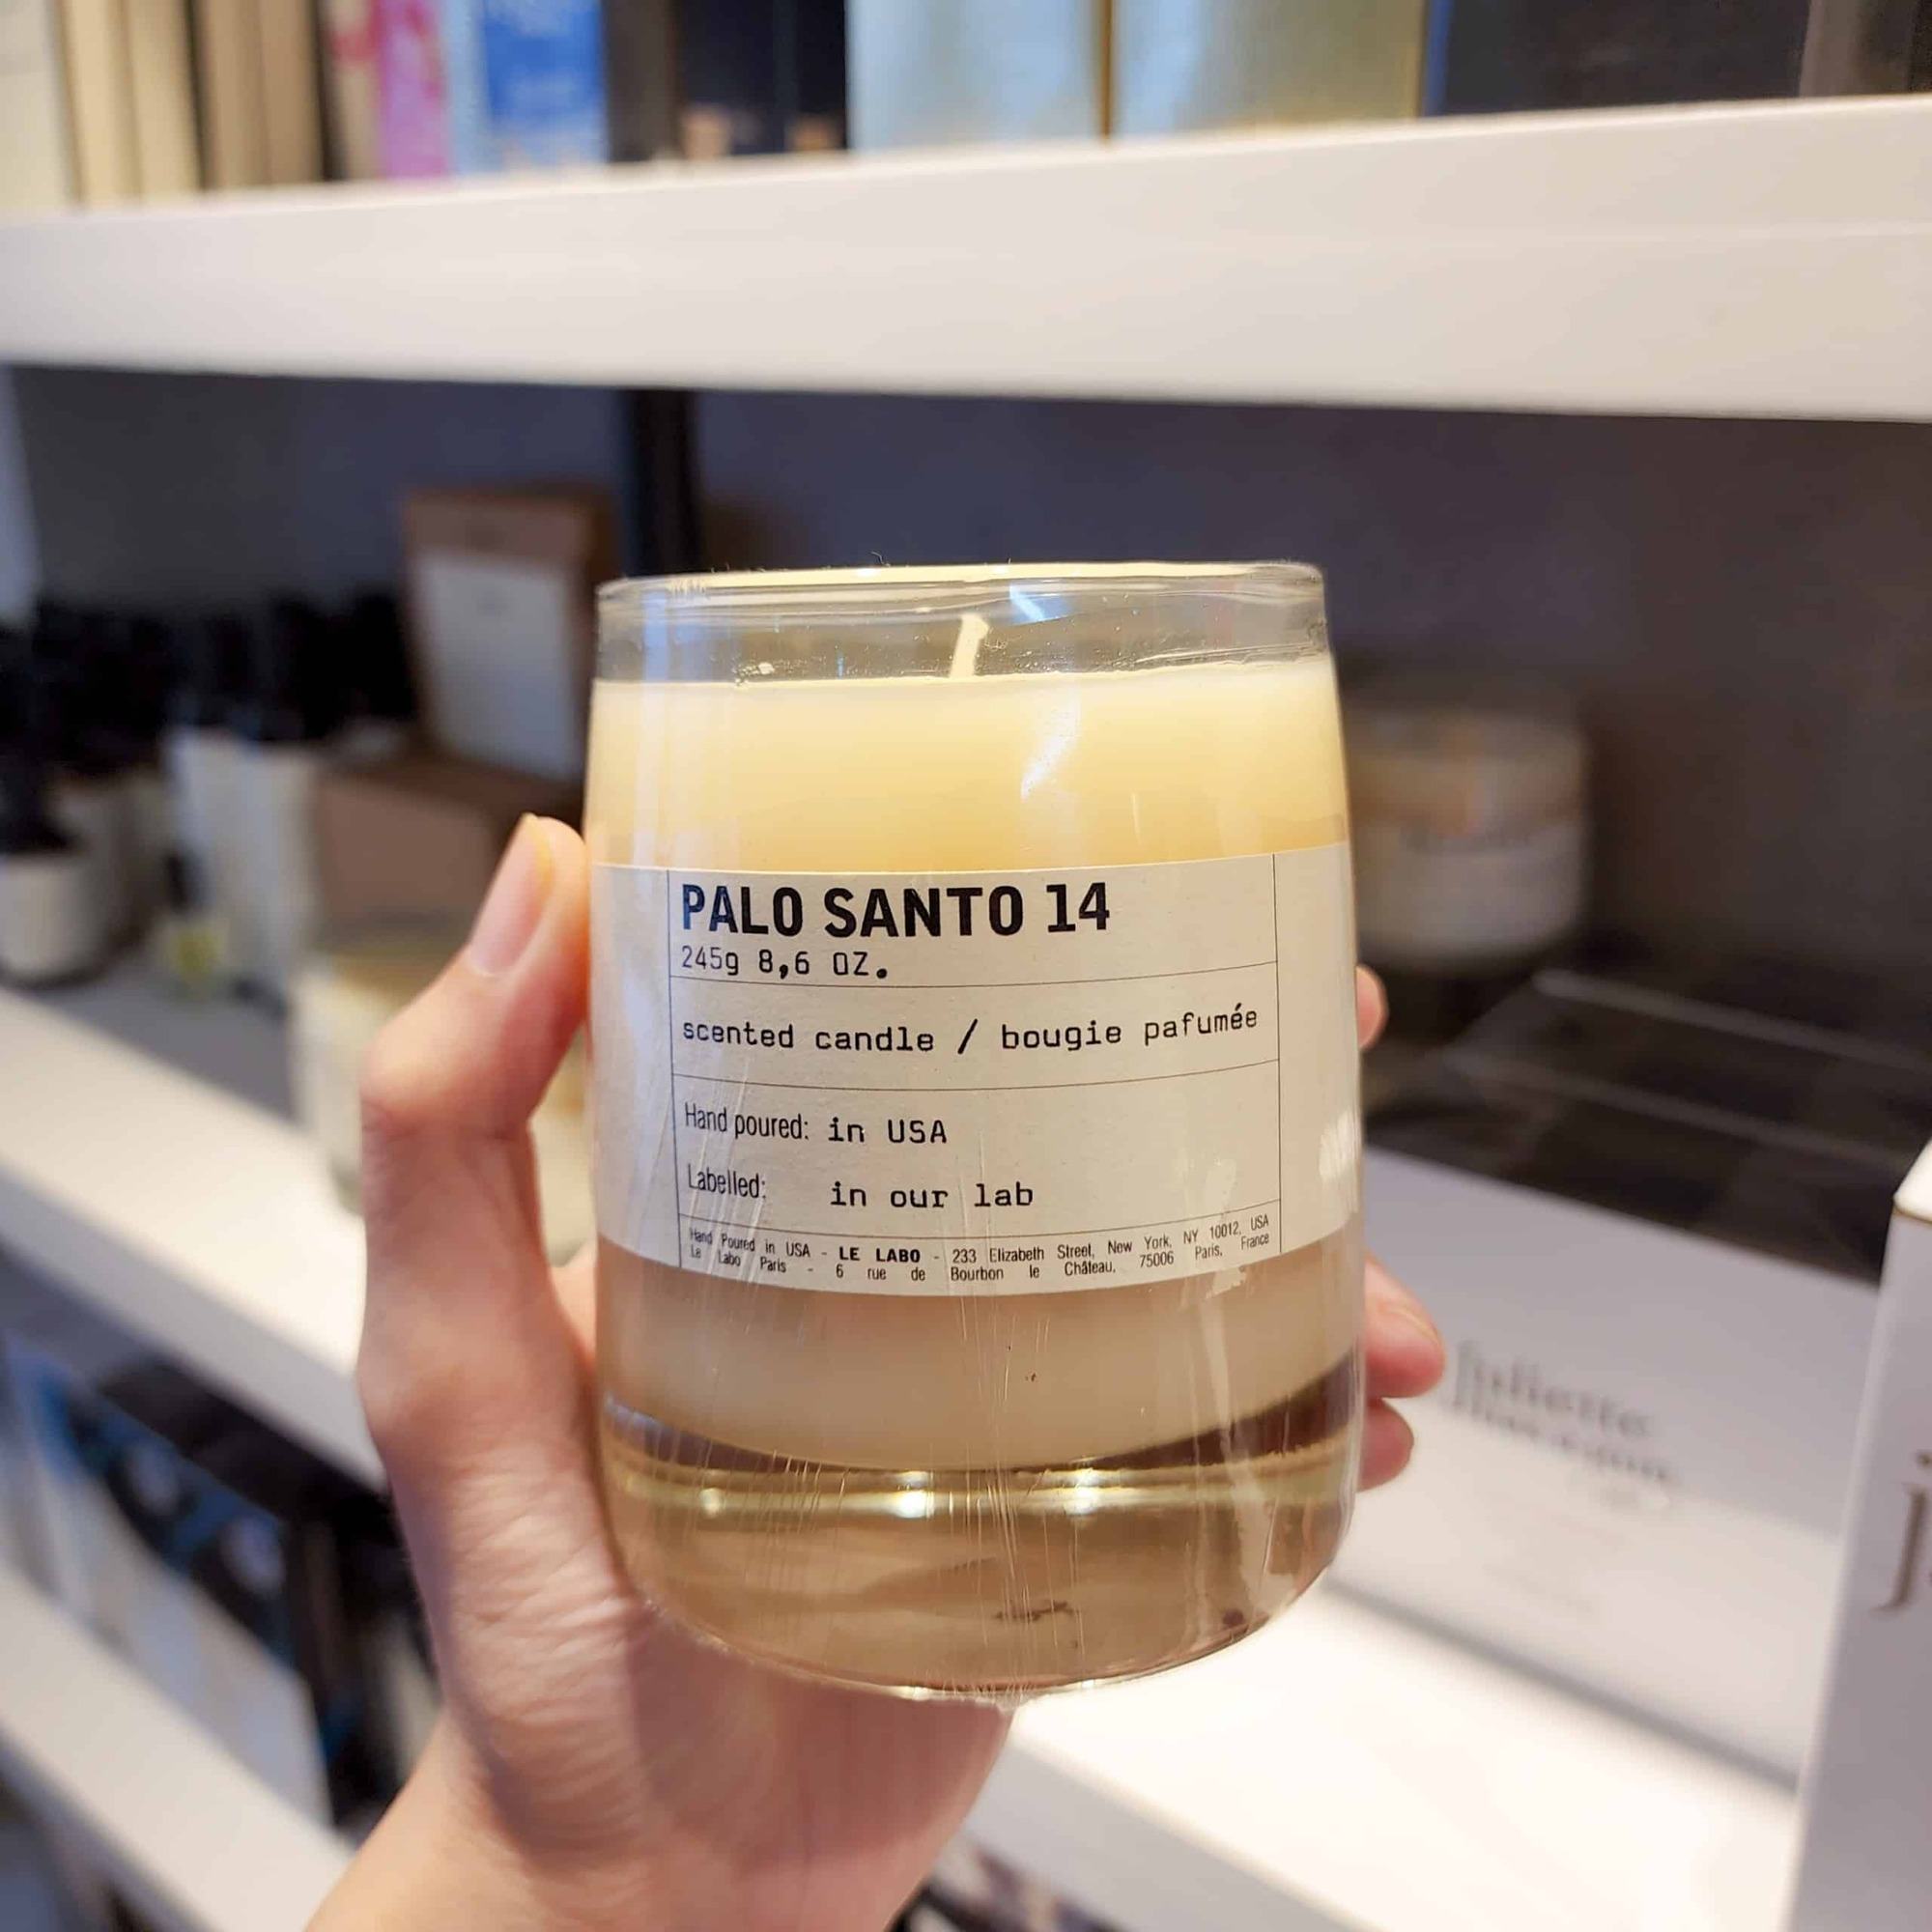 PALO SANTO 14
245g 8,6 OZ.
scented candle / bougie pafumée
Hand poured: in USA
Labelled: in our lab
Hand Poured in USA - LE LABO - 233 Elizabeth Street, New York, NY 10012, USA
Le Labo Paris - 6 rue de Bourbon le Château, 75006 Paris, France
juliette